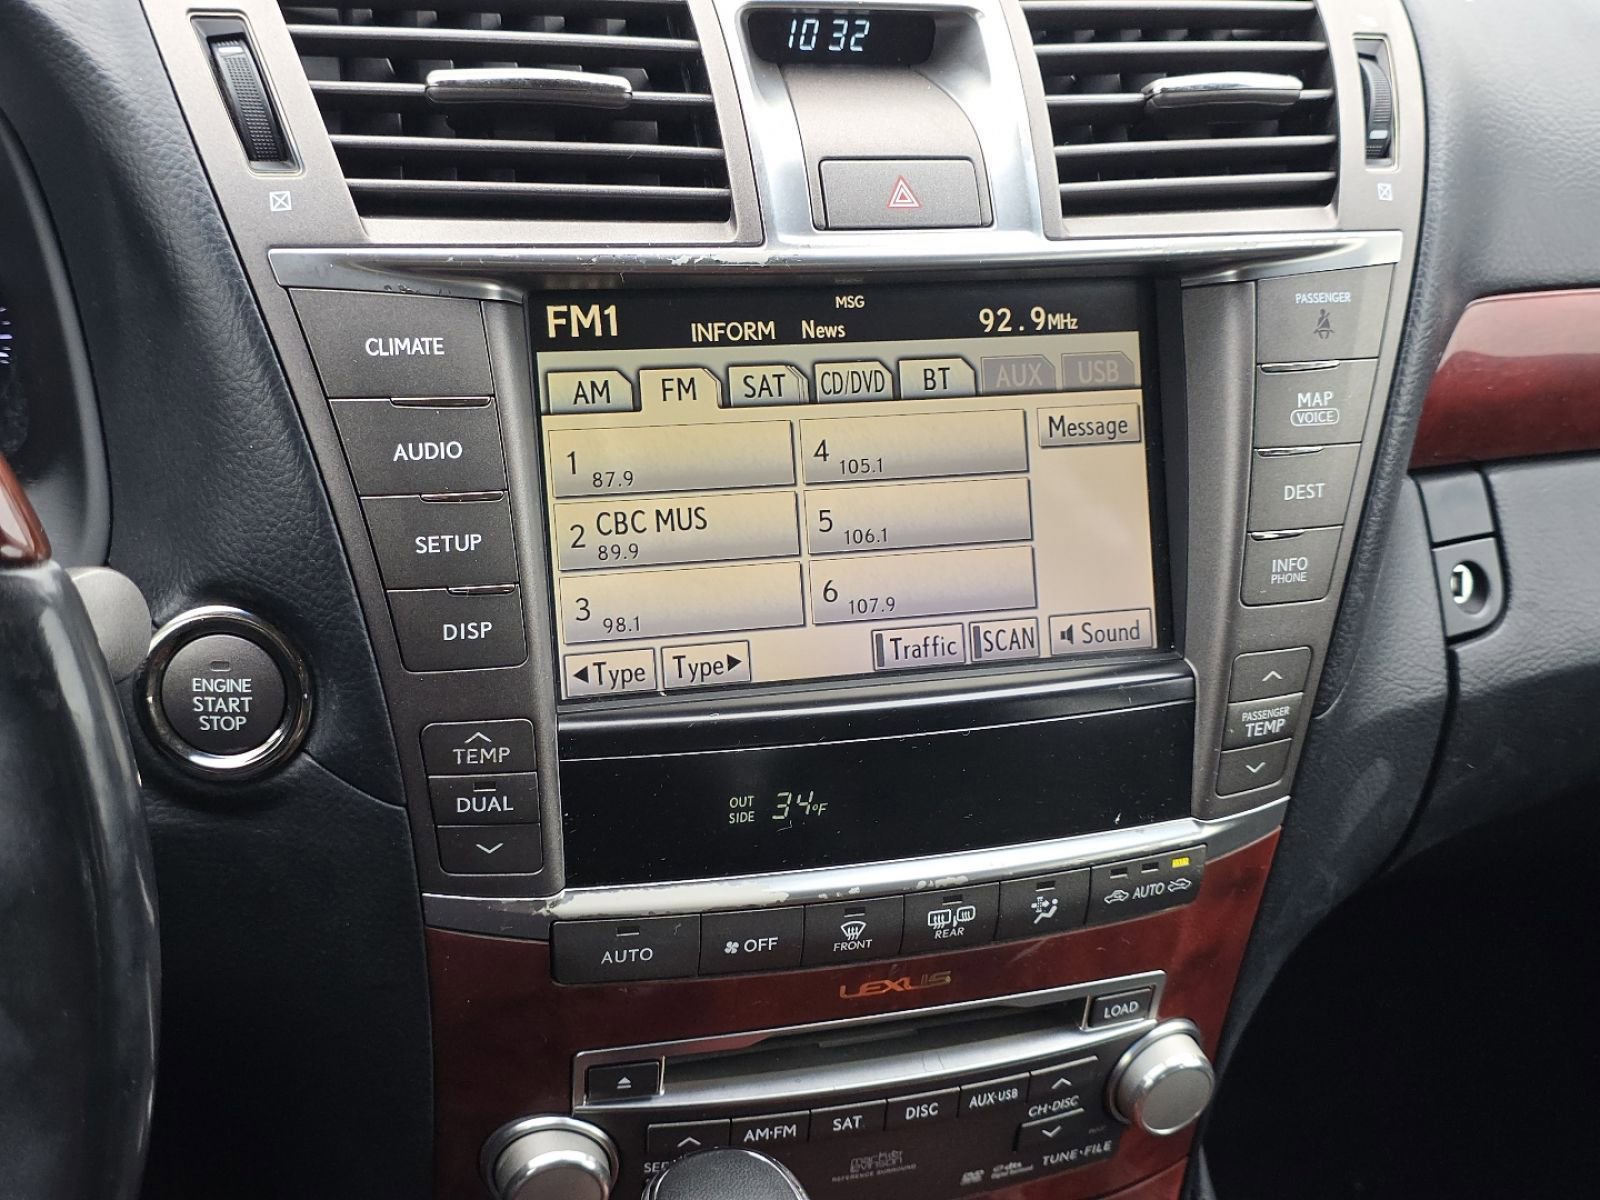 10 32
PASSENGER
CLIMATE
AUDIO
SETUP
DISP
FM1
MSG
INFORM News
92.9MHz
AM FM SAT CD/DVD BT AUX USB
1 87.9
2 CBC MUS
89.9
3 98.1
4 105.1
5 106.1
6 107.9
Message
◀Type Type▶
Traffic SCAN Sound
MAP
VOICE
DEST
INFO
PHONE
ENGINE
START
STOP
TEMP
DUAL
PASSENGER
TEMP
OUT
SIDE 34°F
AUTO
OFF
FRONT
REAR
AUTO
LEXUS
LOAD
AM·FM
SAT
DISC
AUX·USB
CH·DISC
TUNE·FILE
Mark
Levinson
REFERENCE SURROUND